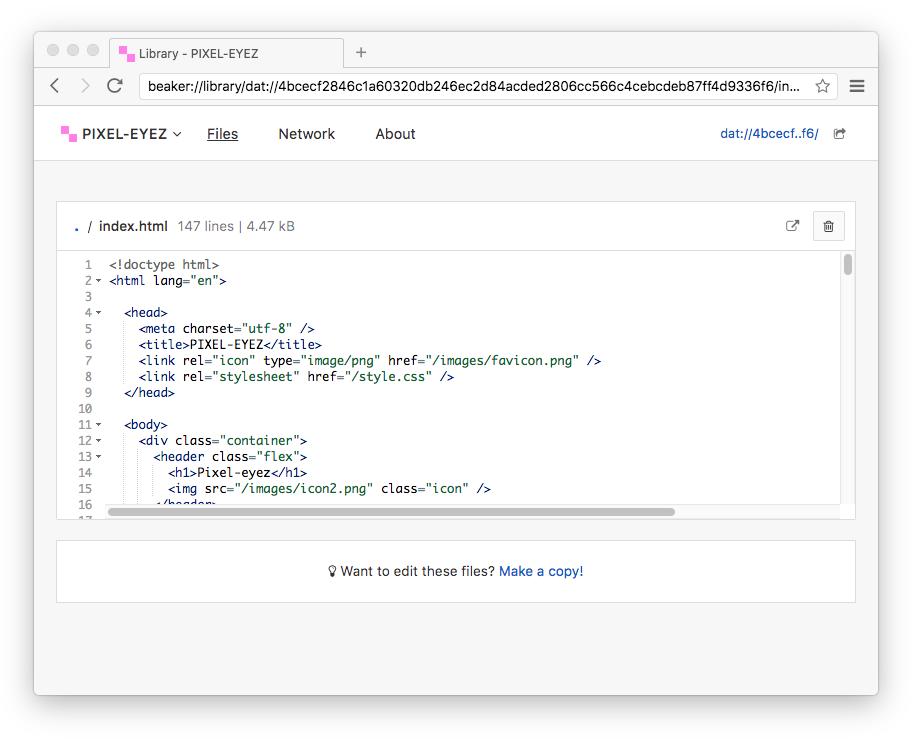 Library - PIXEL-EYEZ
beaker://library/dat://4bcecf2846c1a60320db246ec2d84acded2806cc566c4cebcdeb87ff4d9336f6/in...
PIXEL-EYEZ Files Network About dat://4bcecf..f6/
. / index.html 147 lines | 4.47 kB
1 <!doctype html>
2 <html lang="en">
3
4 <head>
5 <meta charset="utf-8" />
6 <title>PIXEL-EYEZ</title>
7 <link rel="icon" type="image/png" href="/images/favicon.png" />
8 <link rel="stylesheet" href="/style.css" />
9 </head>
10
11 <body>
12 <div class="container">
13 <header class="flex">
14 <h1>Pixel-eyez</h1>
15 <img src="/images/icon2.png" class="icon" />
16 </header>
17
Want to edit these files? Make a copy!